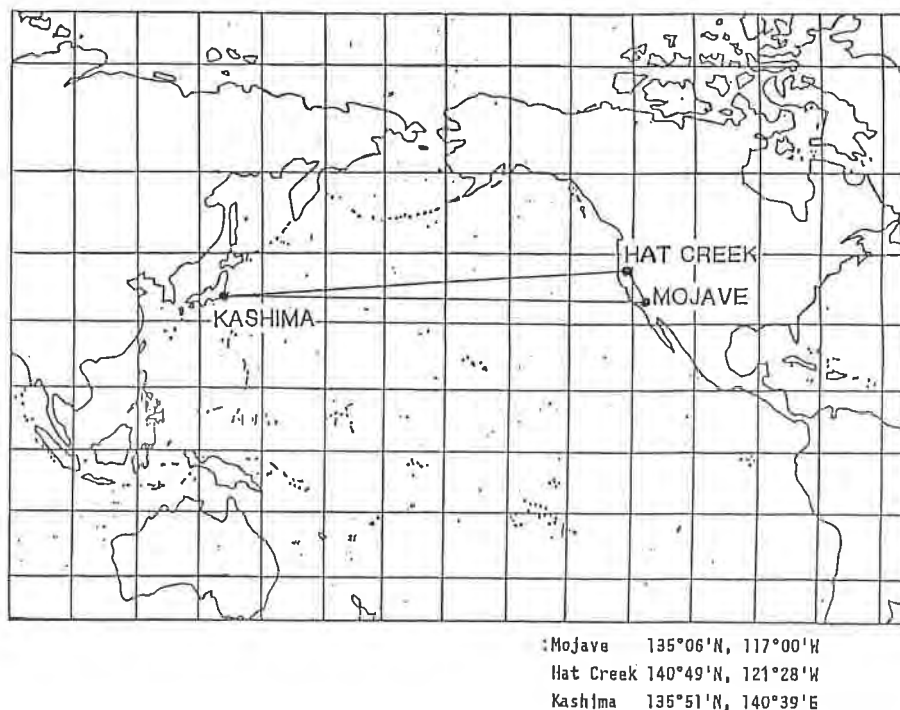 HAT CREEK
MOJAVE
KASHIMA
:Mojave 135°06'N, 117°00'W
Hat Creek 140°49'N, 121°28'W
Kashima 135°51'N, 140°39'E